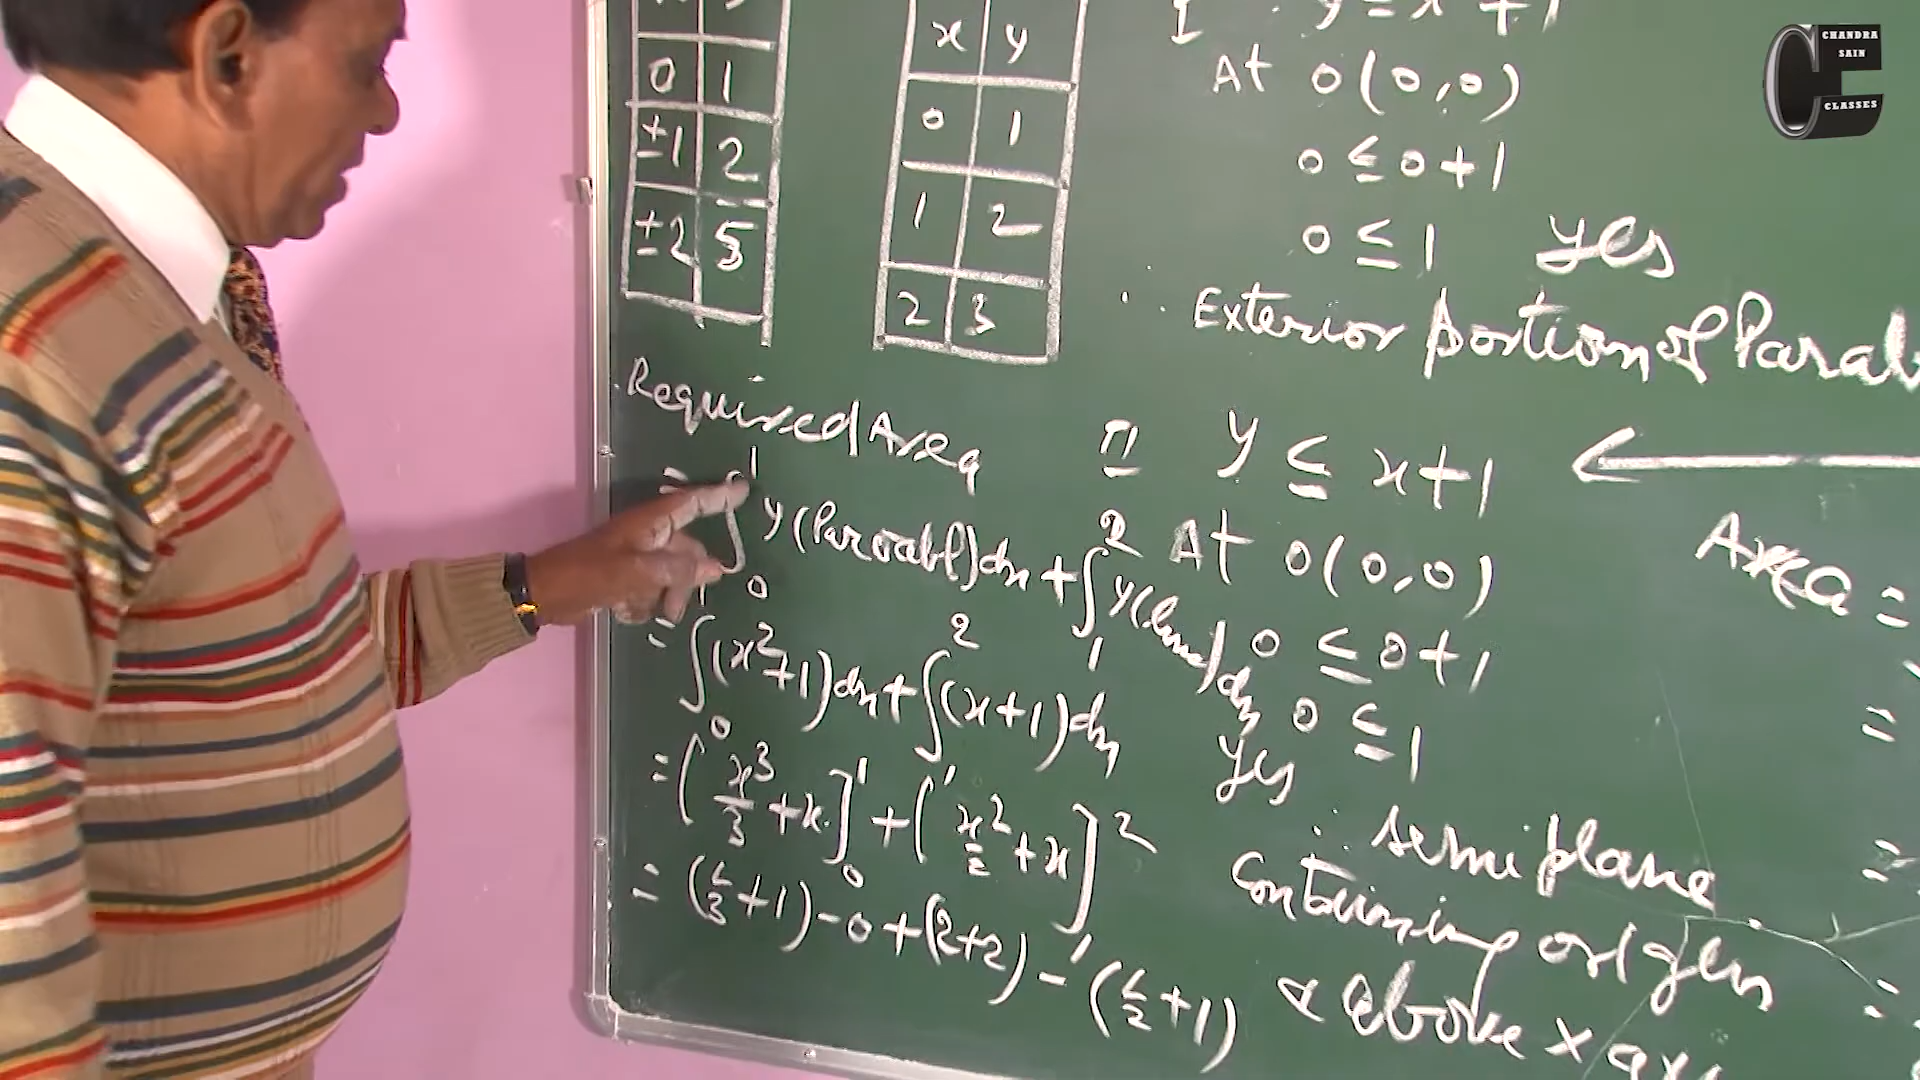 CHANDRA
SAIN
CLASSES
0 1
±1 2
±2 5
x y
0 1
1 2
2 3
I y ≤ x² + 1
At O(0,0)
0 ≤ 0+1
0 ≤ 1 yes
∴ Exterior portion of Parab
II y ≤ x+1
At O(0,0)
0 ≤ 0+1
0 ≤ 1
Yes
∴ semi plane
containing origin
& above x axis
Required Area
= ∫₀¹ y(Parabl)dx + ∫₁² y(line)dx
= ∫₀¹ (x²+1)dx + ∫₁² (x+1)dx
= [x³/3 + x]₀¹ + [x²/2 + x]₁²
= (1/3+1)-0+(2+2)-(1/2+1)
Area =
=
=
=